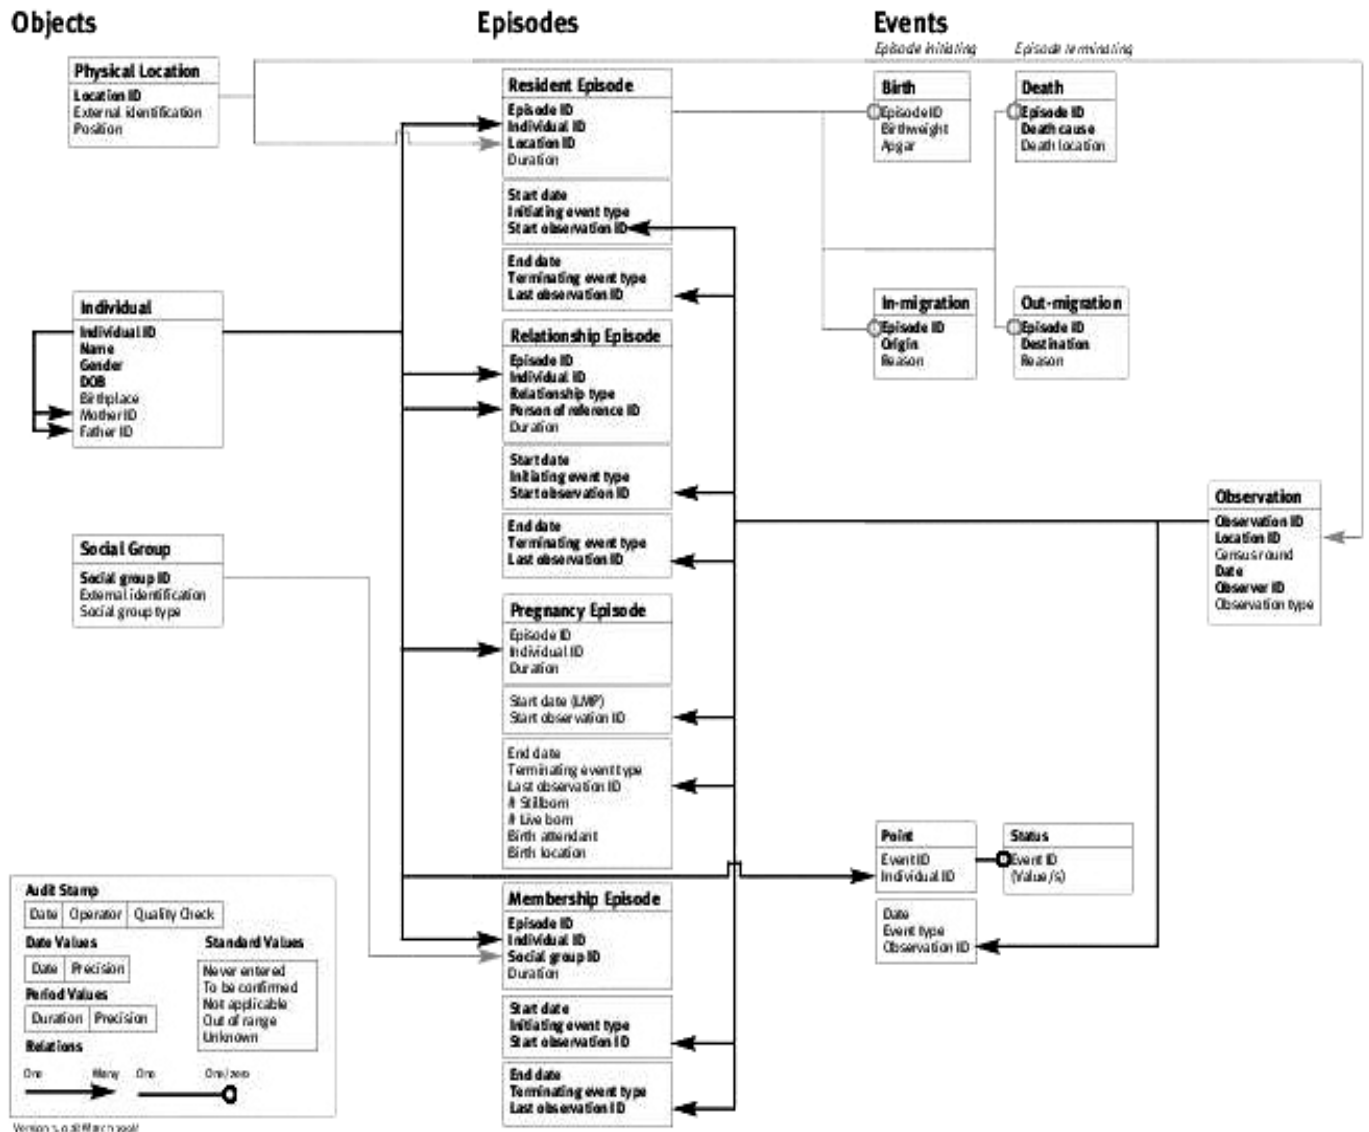 Objects
Episodes
Events
Episode initiating
Episode terminating
Physical Location
Location ID
External identification
Position
Individual
Individual ID
Name
Gender
DOB
Birthplace
Mother ID
Father ID
Social Group
Social group ID
External identification
Social group type
Resident Episode
Episode ID
Individual ID
Location ID
Duration
Start date
Initiating event type
Start observation ID
End date
Terminating event type
Last observation ID
Relationship Episode
Episode ID
Individual ID
Relationship type
Person of reference ID
Duration
Start date
Initiating event type
Start observation ID
End date
Terminating event type
Last observation ID
Pregnancy Episode
Episode ID
Individual ID
Duration
Start date (LMP)
Start observation ID
End date
Terminating event type
Last observation ID
# Stillborn
# Live born
Birth attendant
Birth location
Membership Episode
Episode ID
Individual ID
Social group ID
Duration
Start date
Initiating event type
Start observation ID
End date
Terminating event type
Last observation ID
Birth
Episode ID
Birthweight
Apgar
Death
Episode ID
Death cause
Death location
In-migration
Episode ID
Origin
Reason
Out-migration
Episode ID
Destination
Reason
Observation
Observation ID
Location ID
Census round
Date
Observer ID
Observation type
Point
Event ID
Individual ID
Date
Event type
Observation ID
Status
Event ID
(Value/s)
Audit Stamp
Date Operator Quality Check
Date Values
Date Precision
Period Values
Duration Precision
Standard Values
Never entered
To be confirmed
Not applicable
Out of range
Unknown
Relations
One Many One One/zero
Version